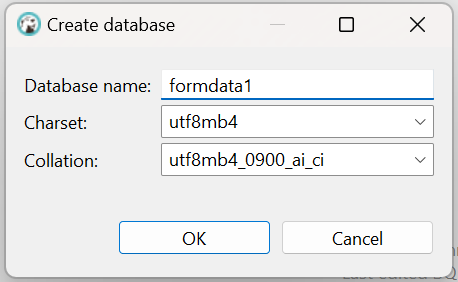 Create database
Database name: formdata1
Charset: utf8mb4
Collation: utf8mb4_0900_ai_ci
OK Cancel